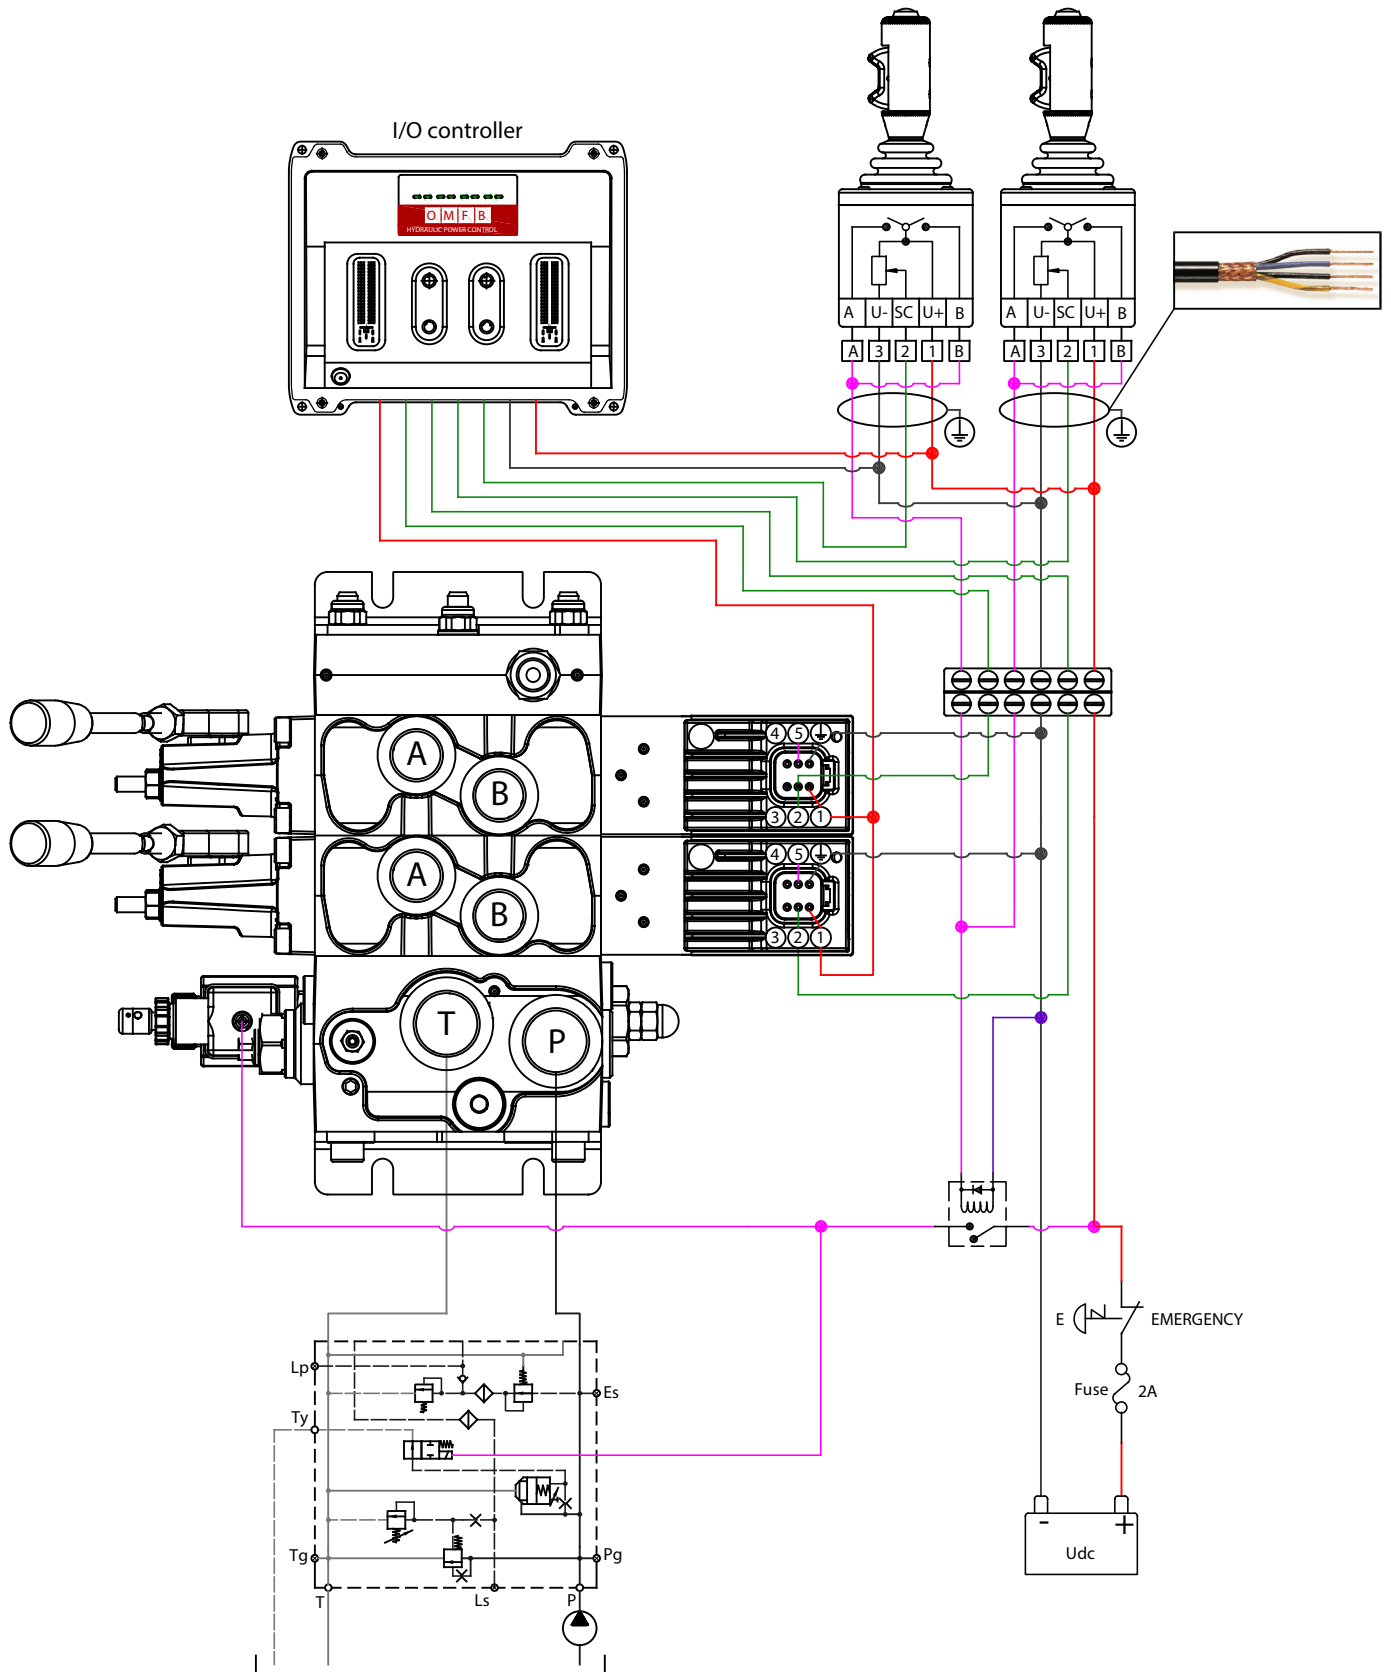 I/O controller
O M F B
HYDRAULIC POWER CONTROL
A U- SC U+ B
A 3 2 1 B
A U- SC U+ B
A 3 2 1 B
A
B
4 5
3 2 1
A
B
4 5
3 2 1
T
P
E EMERGENCY
Fuse 2A
- +
Udc
Lp
Es
Ty
Tg
Pg
T
Ls
P